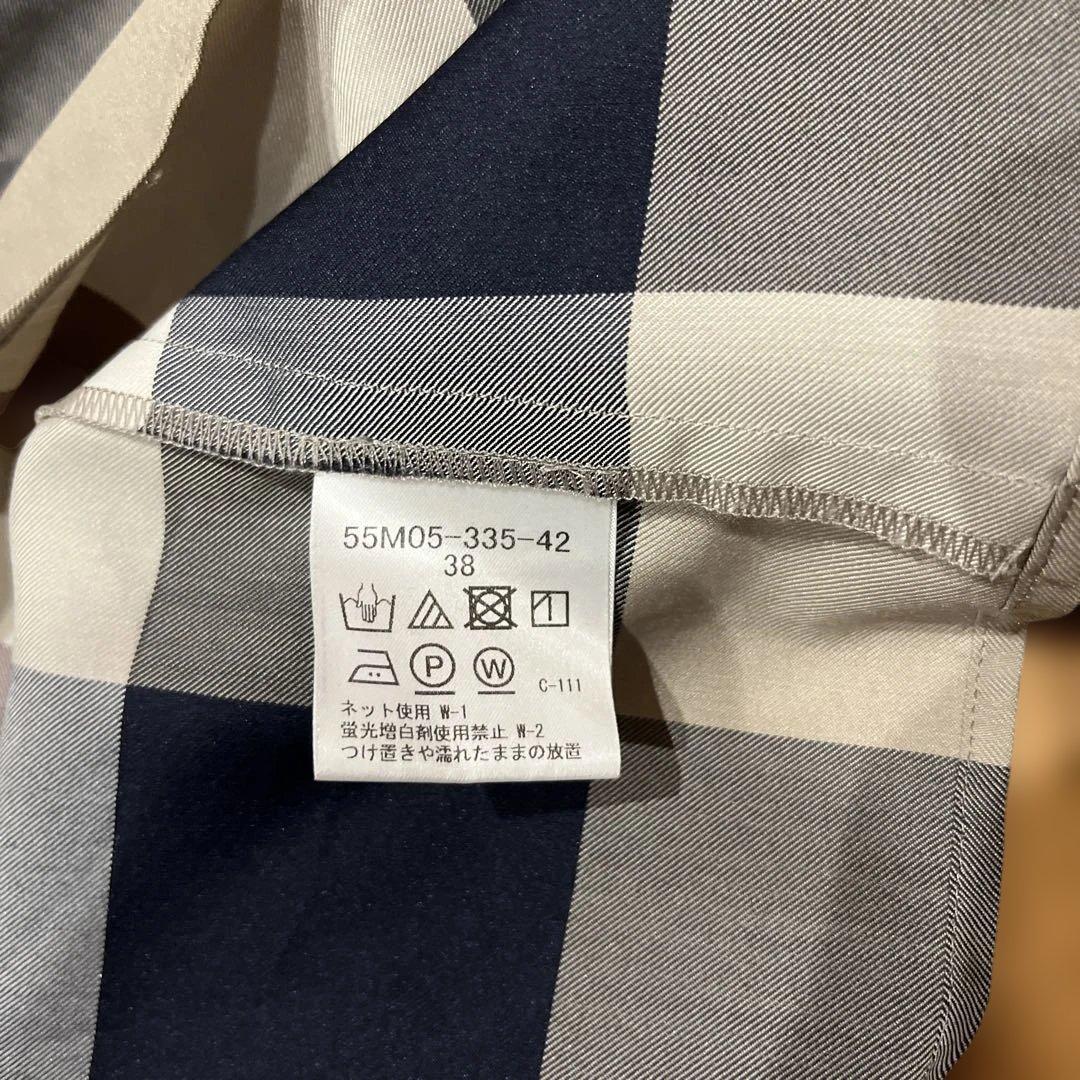 55M05-335-42
38
P W
C-111
ネット使用 W-1
蛍光増白剤使用禁止 W-2
つけ置きや濡れたままの放置